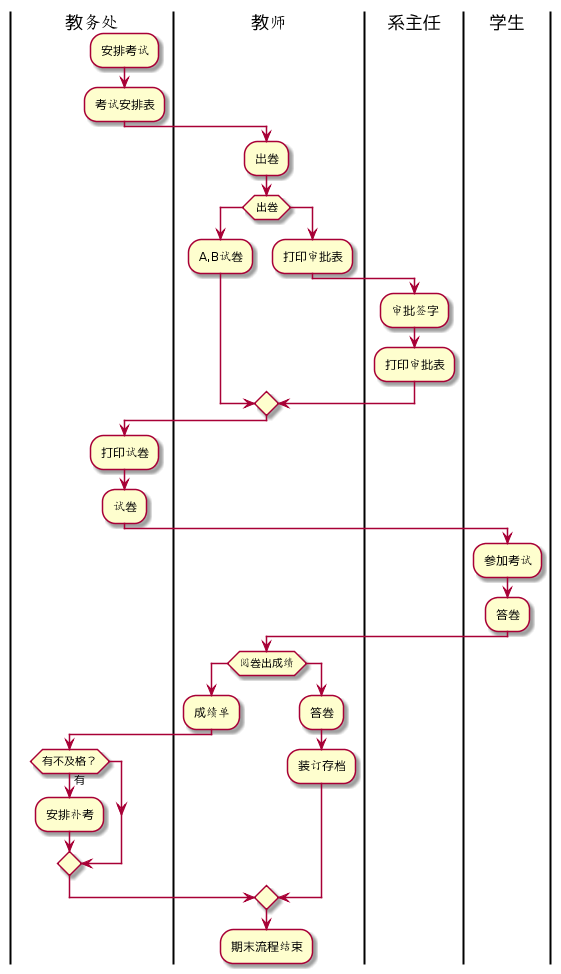 教务处
教师
系主任
学生
安排考试
考试安排表
出卷
出卷
A,B试卷
打印审批表
审批签字
打印审批表
打印试卷
试卷
参加考试
答卷
阅卷出成绩
成绩单
答卷
有不及格？
有
装订存档
安排补考
期末流程结束